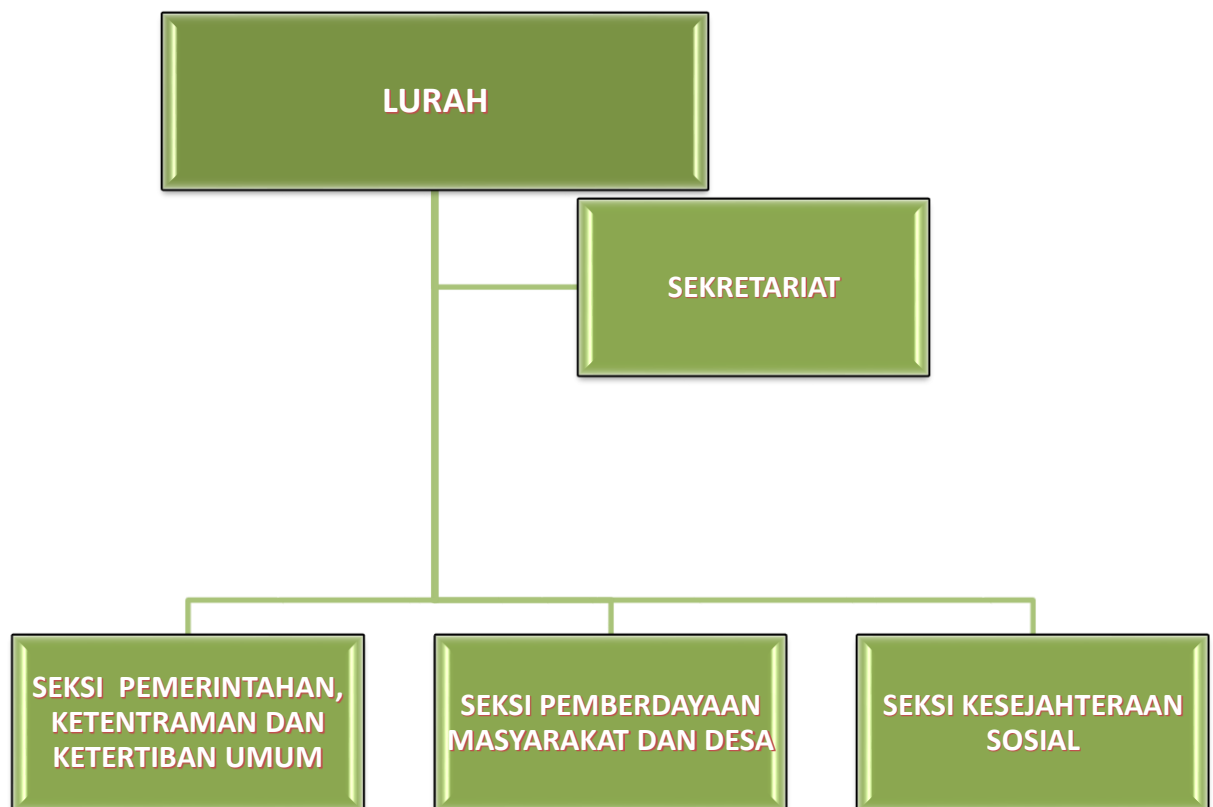 LURAH
SEKRETARIAT
SEKSI  PEMERINTAHAN,
KETENTRAMAN DAN
KETERTIBAN UMUM
SEKSI PEMBERDAYAAN
MASYARAKAT DAN DESA
SEKSI KESEJAHTERAAN
SOSIAL